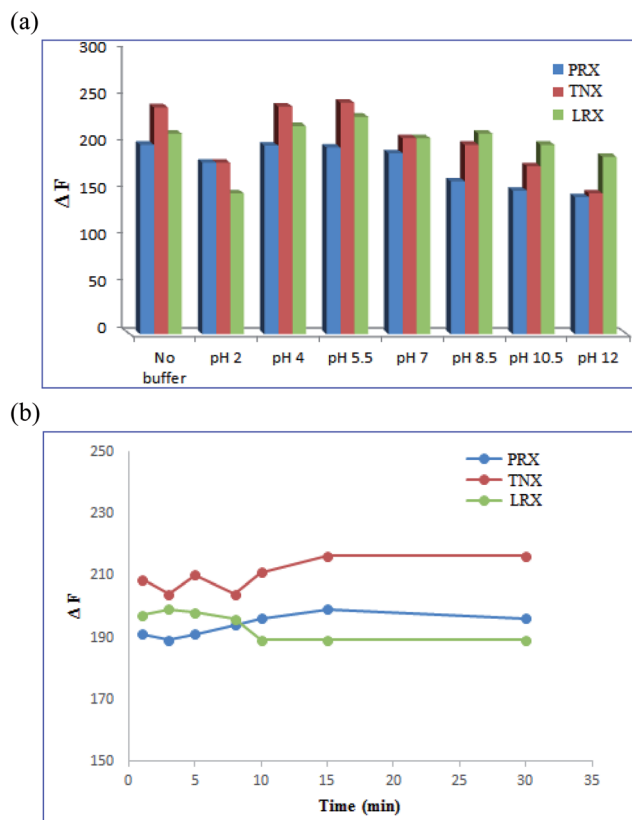 (a)
300
250
200
150
100
50
0
Δ F
PRX
TNX
LRX
No buffer
pH 2
pH 4
pH 5.5
pH 7
pH 8.5
pH 10.5
pH 12
(b)
250
230
210
190
170
150
Δ F
PRX
TNX
LRX
0 5 10 15 20 25 30 35
Time (min)